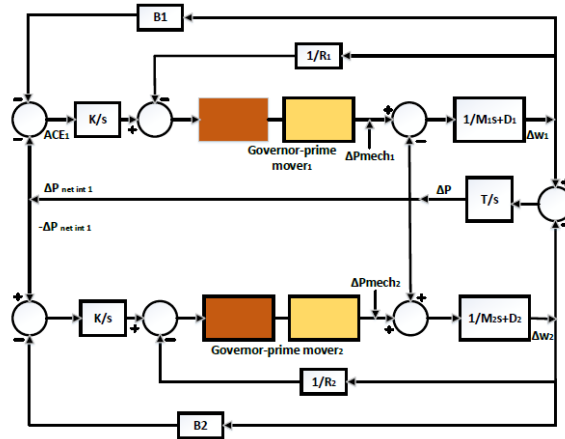 B1
1/R₁
K/s
ACE₁
Governor-prime
mover₁
ΔPmech₁
1/M₁s+D₁
Δw₁
ΔP net int 1
ΔP
T/s
-ΔP net int 1
ΔPmech₂
K/s
1/M₂s+D₂
Δw₂
Governor-prime mover₂
1/R₂
B2